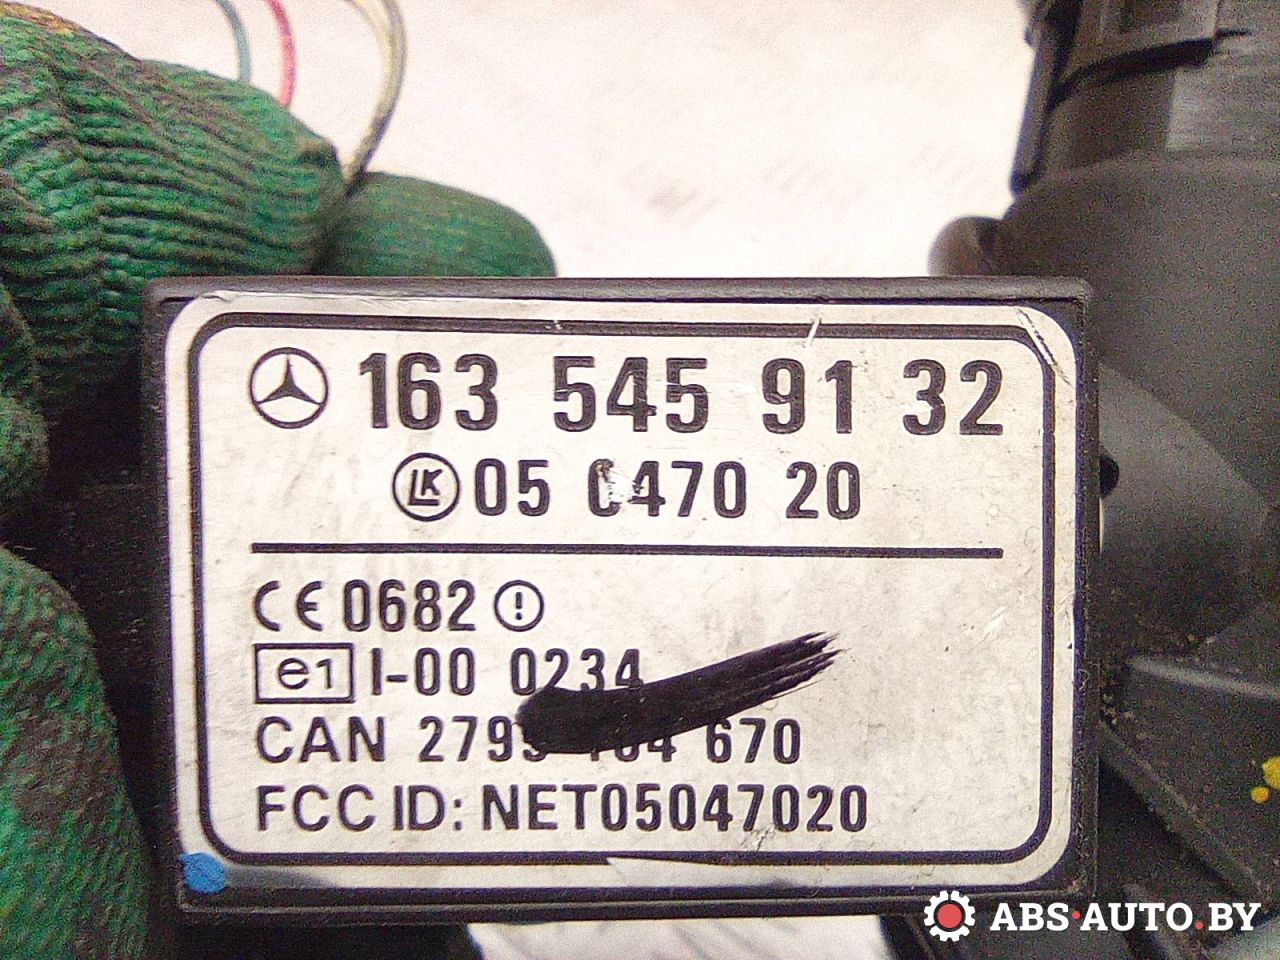 163 545 91 32
LK 05 0470 20
CE 0682
e1 I-00 0234
CAN 670
FCC ID: NET05047020
ABS-AUTO.BY